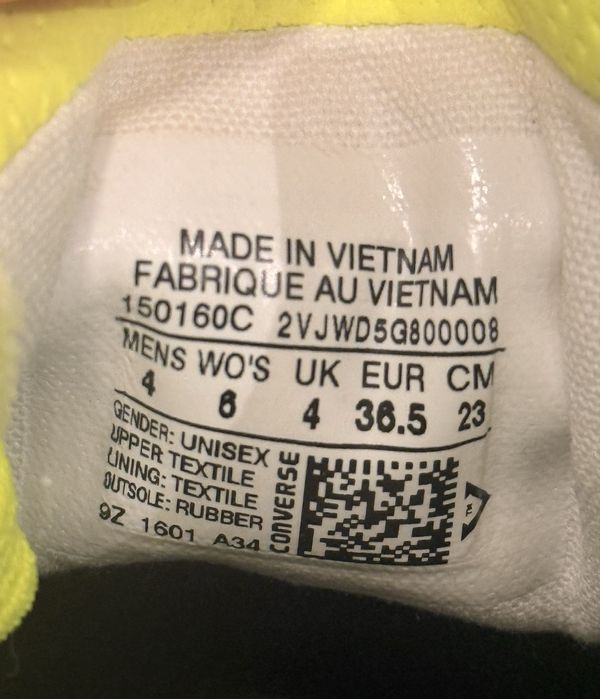 MADE IN VIETNAM
FABRIQUE AU VIETNAM
150160C 2VJWD5G800008
MENS WO'S UK EUR CM
4 6 4 36.5 23
GENDER: UNISEX
UPPER TEXTILE
LINING: TEXTILE
OUTSOLE: RUBBER
9Z 1601 A34
CONVERSE
TM